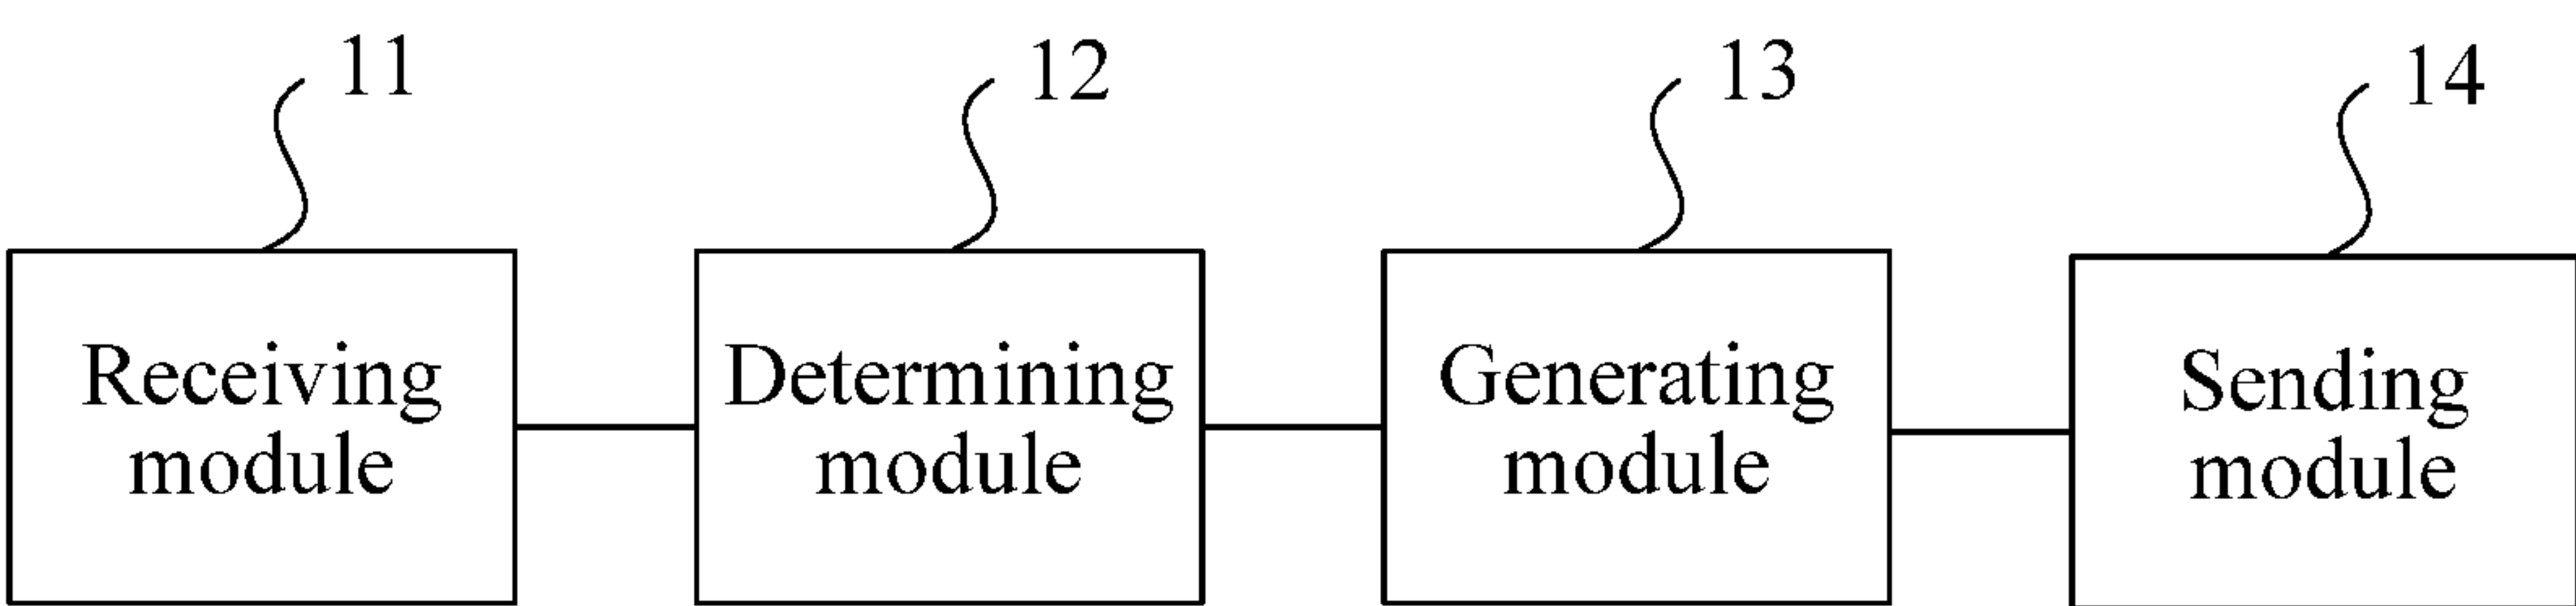 11
12
13
14
Receiving
module
Determining
module
Generating
module
Sending
module